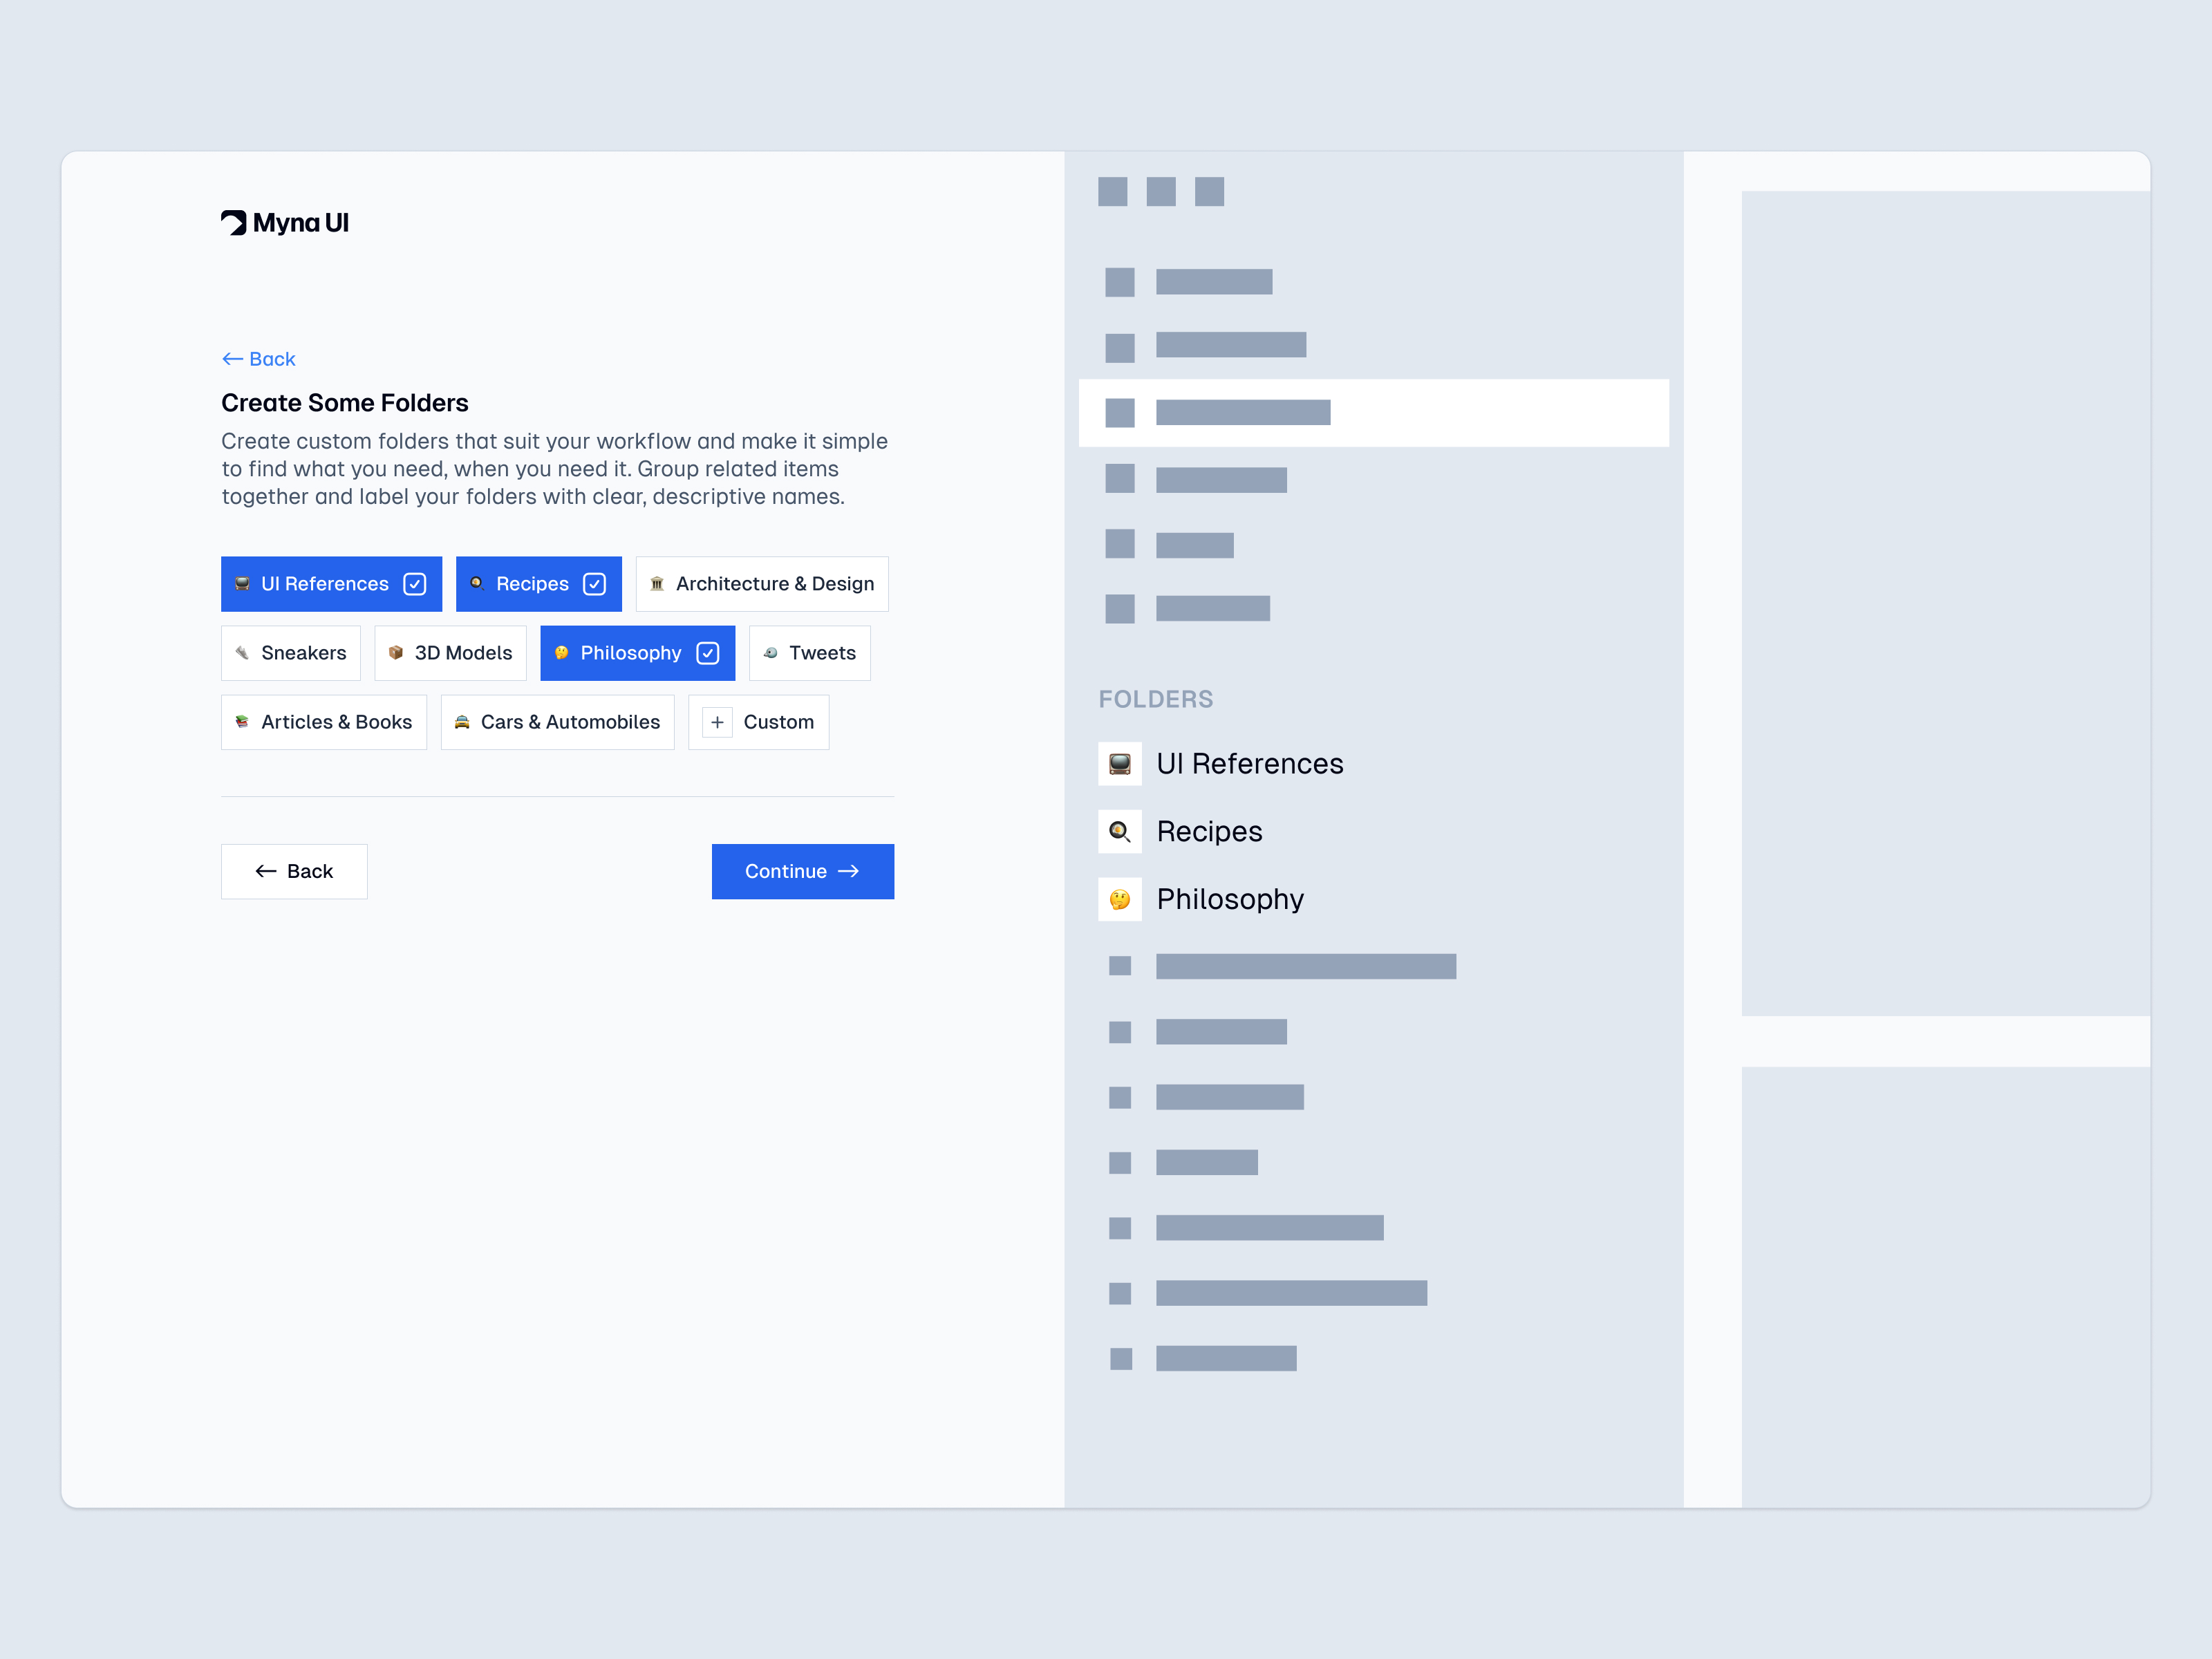 Myna UI
Back
Create Some Folders
Create custom folders that suit your workflow and make it simple
to find what you need, when you need it. Group related items
together and label your folders with clear, descriptive names.
UI References
Recipes
Architecture & Design
Sneakers
3D Models
Philosophy
Tweets
Articles & Books
Cars & Automobiles
Custom
Back
Continue
FOLDERS
UI References
Recipes
Philosophy